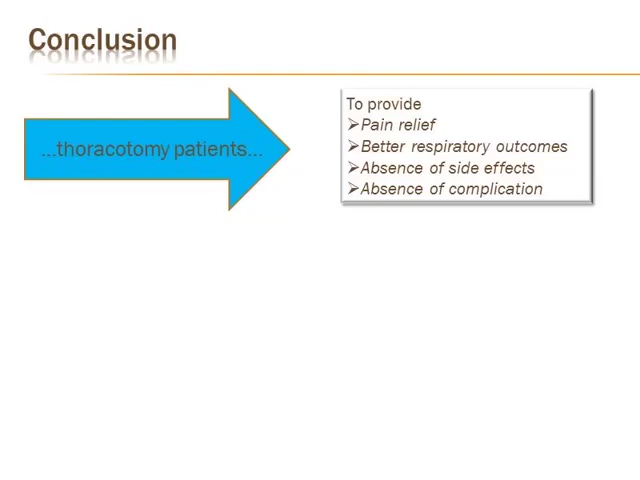 Conclusion
...thoracotomy patients...
To provide
➢Pain relief
➢Better respiratory outcomes
➢Absence of side effects
➢Absence of complication